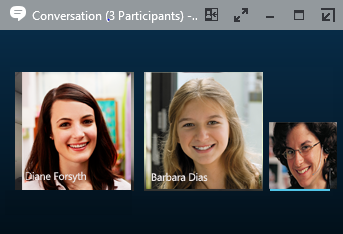 Conversation (3 Participants) -..
Diane Forsyth
Barbara Dias